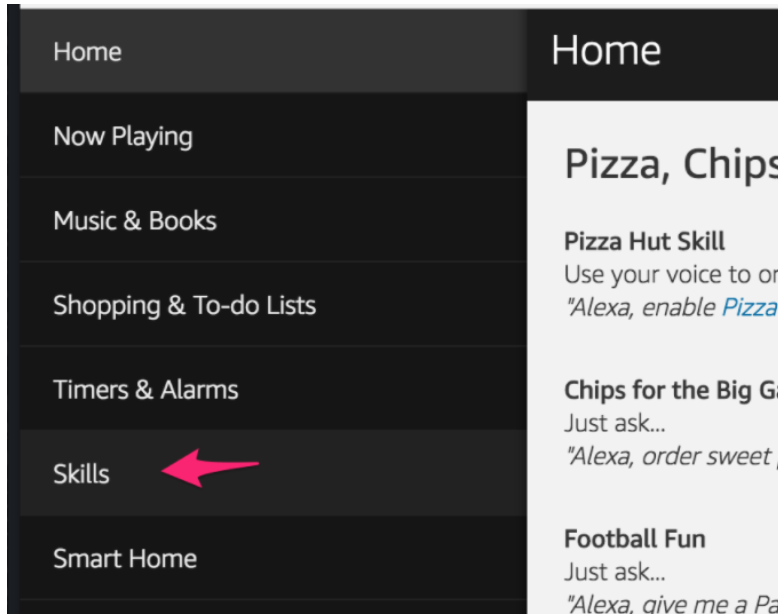 Home
Now Playing
Music & Books
Shopping & To-do Lists
Timers & Alarms
Skills
Smart Home
Home
Pizza, Chips
Pizza Hut Skill
Use your voice to or
"Alexa, enable Pizza
Chips for the Big Ga
Just ask...
"Alexa, order sweet
Football Fun
Just ask...
"Alexa, give me a Pa